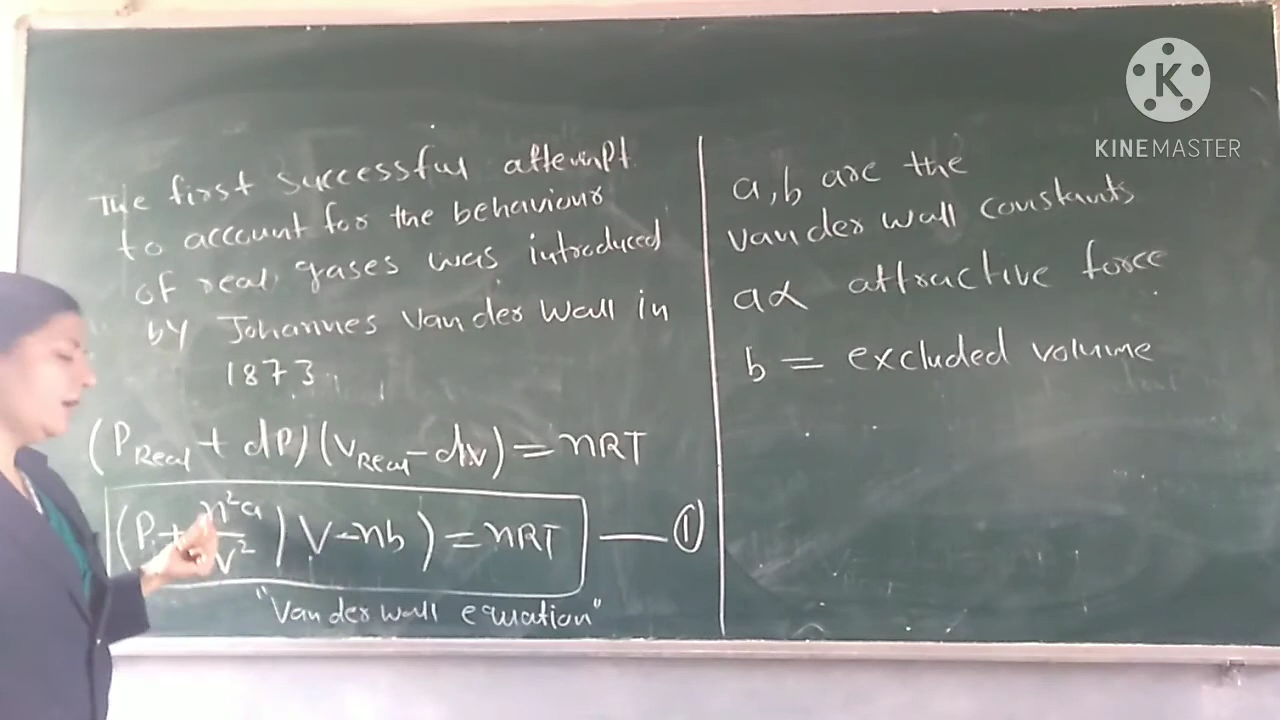 The first successful attempt
to account for the behaviour
of real gases was introduced
by Johannes Van der Wall in
1873.
(P Real + dP) (V Real - dv) = nRT
(P + n²a/v²) V - nb) = nRT — ①
"Van der wall equation"
a, b are the
van der wall constants
a ∝ attractive force
b = excluded volume
K
KINEMASTER